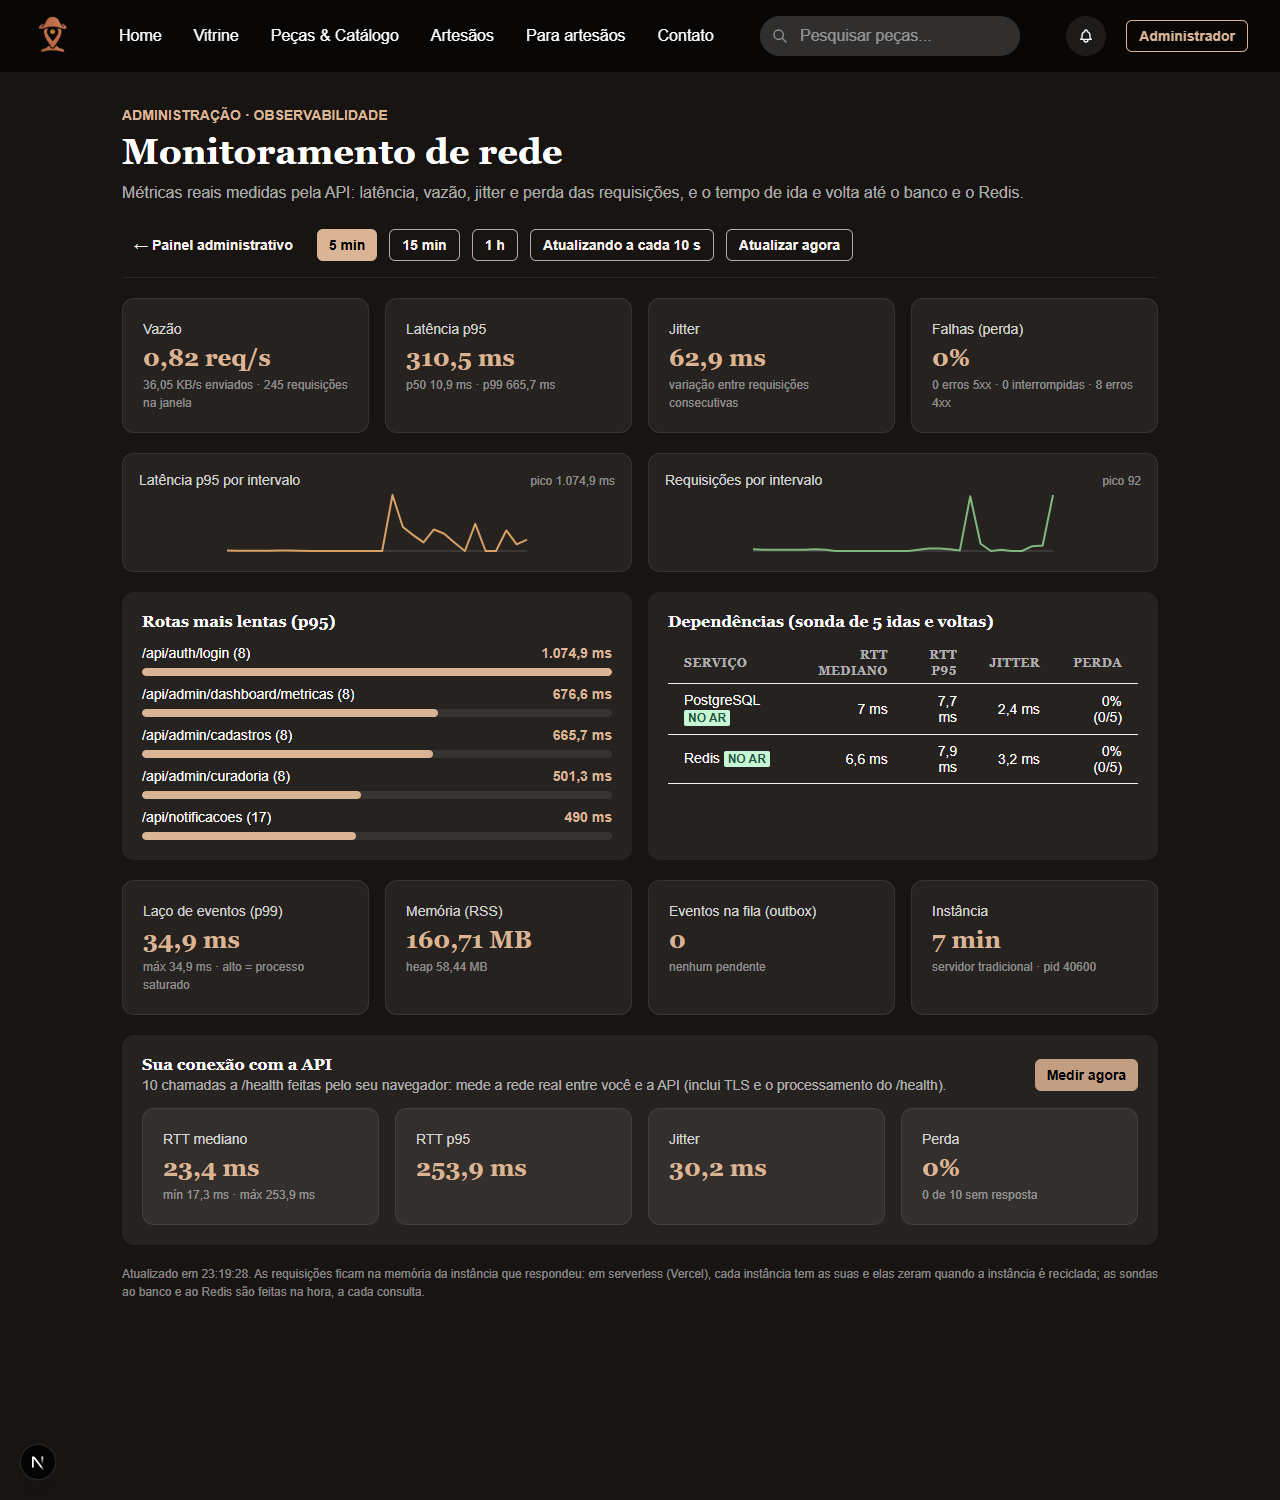 Home
Vitrine
Peças & Catálogo
Artesãos
Para artesãos
Contato
Pesquisar peças...
Administrador
ADMINISTRAÇÃO · OBSERVABILIDADE
Monitoramento de rede
Métricas reais medidas pela API: latência, vazão, jitter e perda das requisições, e o tempo de ida e volta até o banco e o Redis.
← Painel administrativo
5 min
15 min
1 h
Atualizando a cada 10 s
Atualizar agora
Vazão
0,82 req/s
36,05 KB/s enviados · 245 requisições
na janela
Latência p95
310,5 ms
p50 10,9 ms · p99 665,7 ms
Jitter
62,9 ms
variação entre requisições
consecutivas
Falhas (perda)
0%
0 erros 5xx · 0 interrompidas · 8 erros
4xx
Latência p95 por intervalo
pico 1.074,9 ms
Requisições por intervalo
pico 92
Rotas mais lentas (p95)
/api/auth/login (8)
1.074,9 ms
/api/admin/dashboard/metricas (8)
676,6 ms
/api/admin/cadastros (8)
665,7 ms
/api/admin/curadoria (8)
501,3 ms
/api/notificacoes (17)
490 ms
Dependências (sonda de 5 idas e voltas)
SERVIÇO
RTT
MEDIANO
RTT
P95
JITTER
PERDA
PostgreSQL
NO AR
7 ms
7,7
ms
2,4 ms
0%
(0/5)
Redis NO AR
6,6 ms
7,9
ms
3,2 ms
0%
(0/5)
Laço de eventos (p99)
34,9 ms
máx 34,9 ms · alto = processo
saturado
Memória (RSS)
160,71 MB
heap 58,44 MB
Eventos na fila (outbox)
0
nenhum pendente
Instância
7 min
servidor tradicional · pid 40600
Sua conexão com a API
10 chamadas a /health feitas pelo seu navegador: mede a rede real entre você e a API (inclui TLS e o processamento do /health).
Medir agora
RTT mediano
23,4 ms
mín 17,3 ms · máx 253,9 ms
RTT p95
253,9 ms
Jitter
30,2 ms
Perda
0%
0 de 10 sem resposta
Atualizado em 23:19:28. As requisições ficam na memória da instância que respondeu: em serverless (Vercel), cada instância tem as suas e elas zeram quando a instância é reciclada; as sondas
ao banco e ao Redis são feitas na hora, a cada consulta.
N